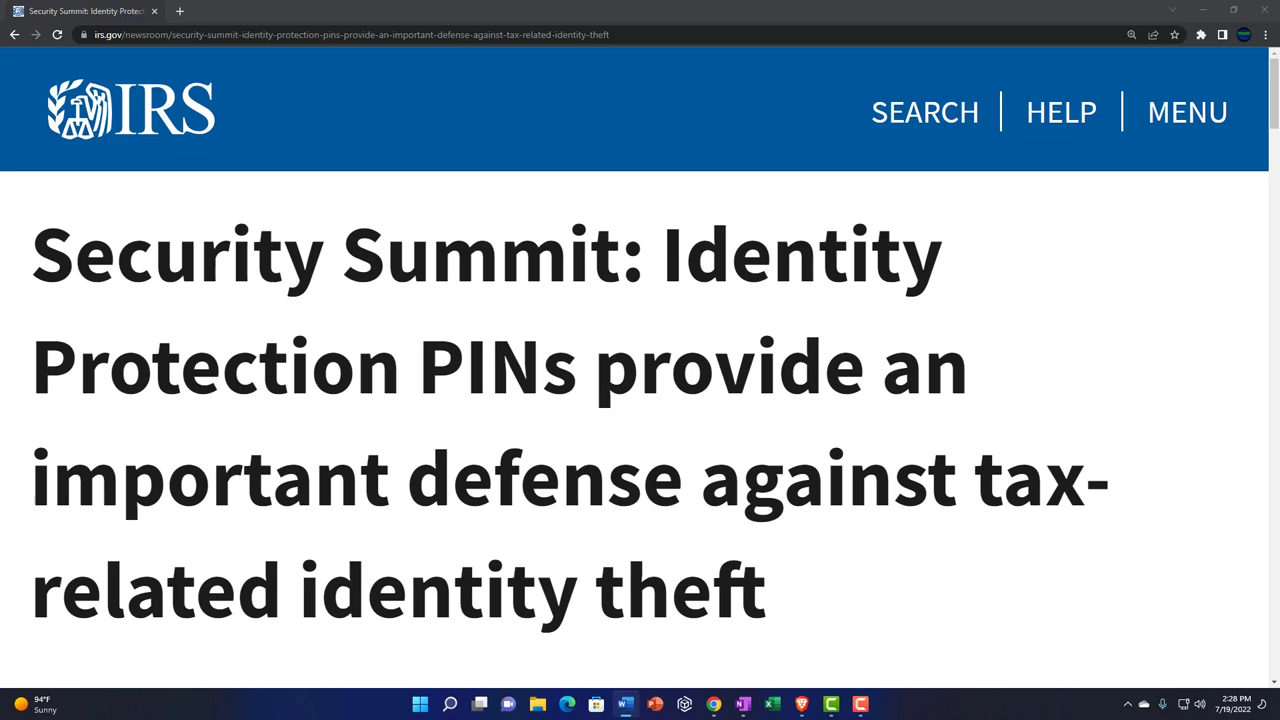 Security Summit: Identity Protec
irs.gov/newsroom/security-summit-identity-protection-pins-provide-an-important-defense-against-tax-related-identity-theft
IRS
SEARCH
HELP
MENU
Security Summit: Identity
Protection PINs provide an
important defense against tax-
related identity theft
94°F
Sunny
2:28 PM
7/19/2022